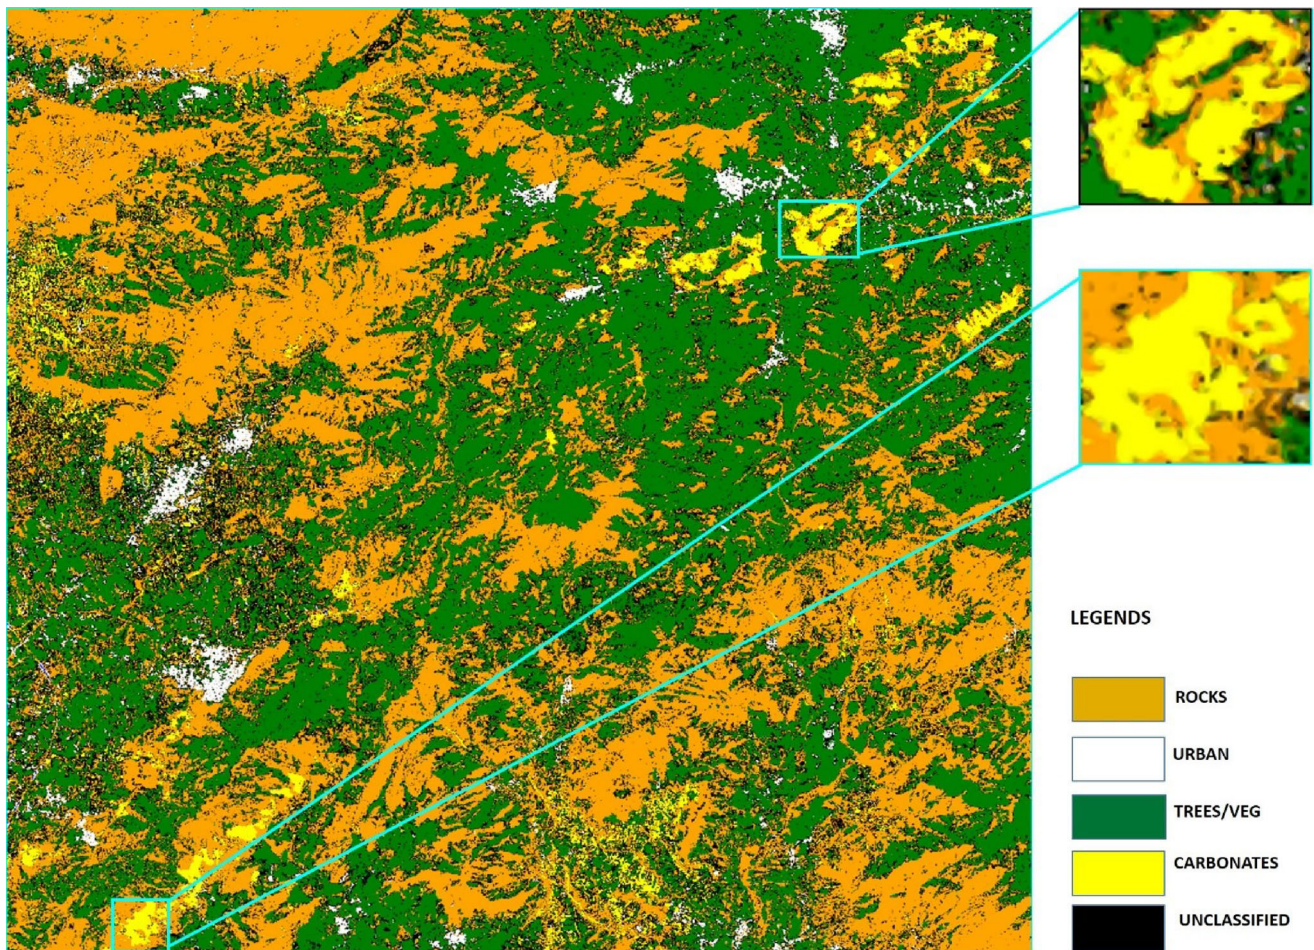 LEGENDS
ROCKS
URBAN
TREES/VEG
CARBONATES
UNCLASSIFIED